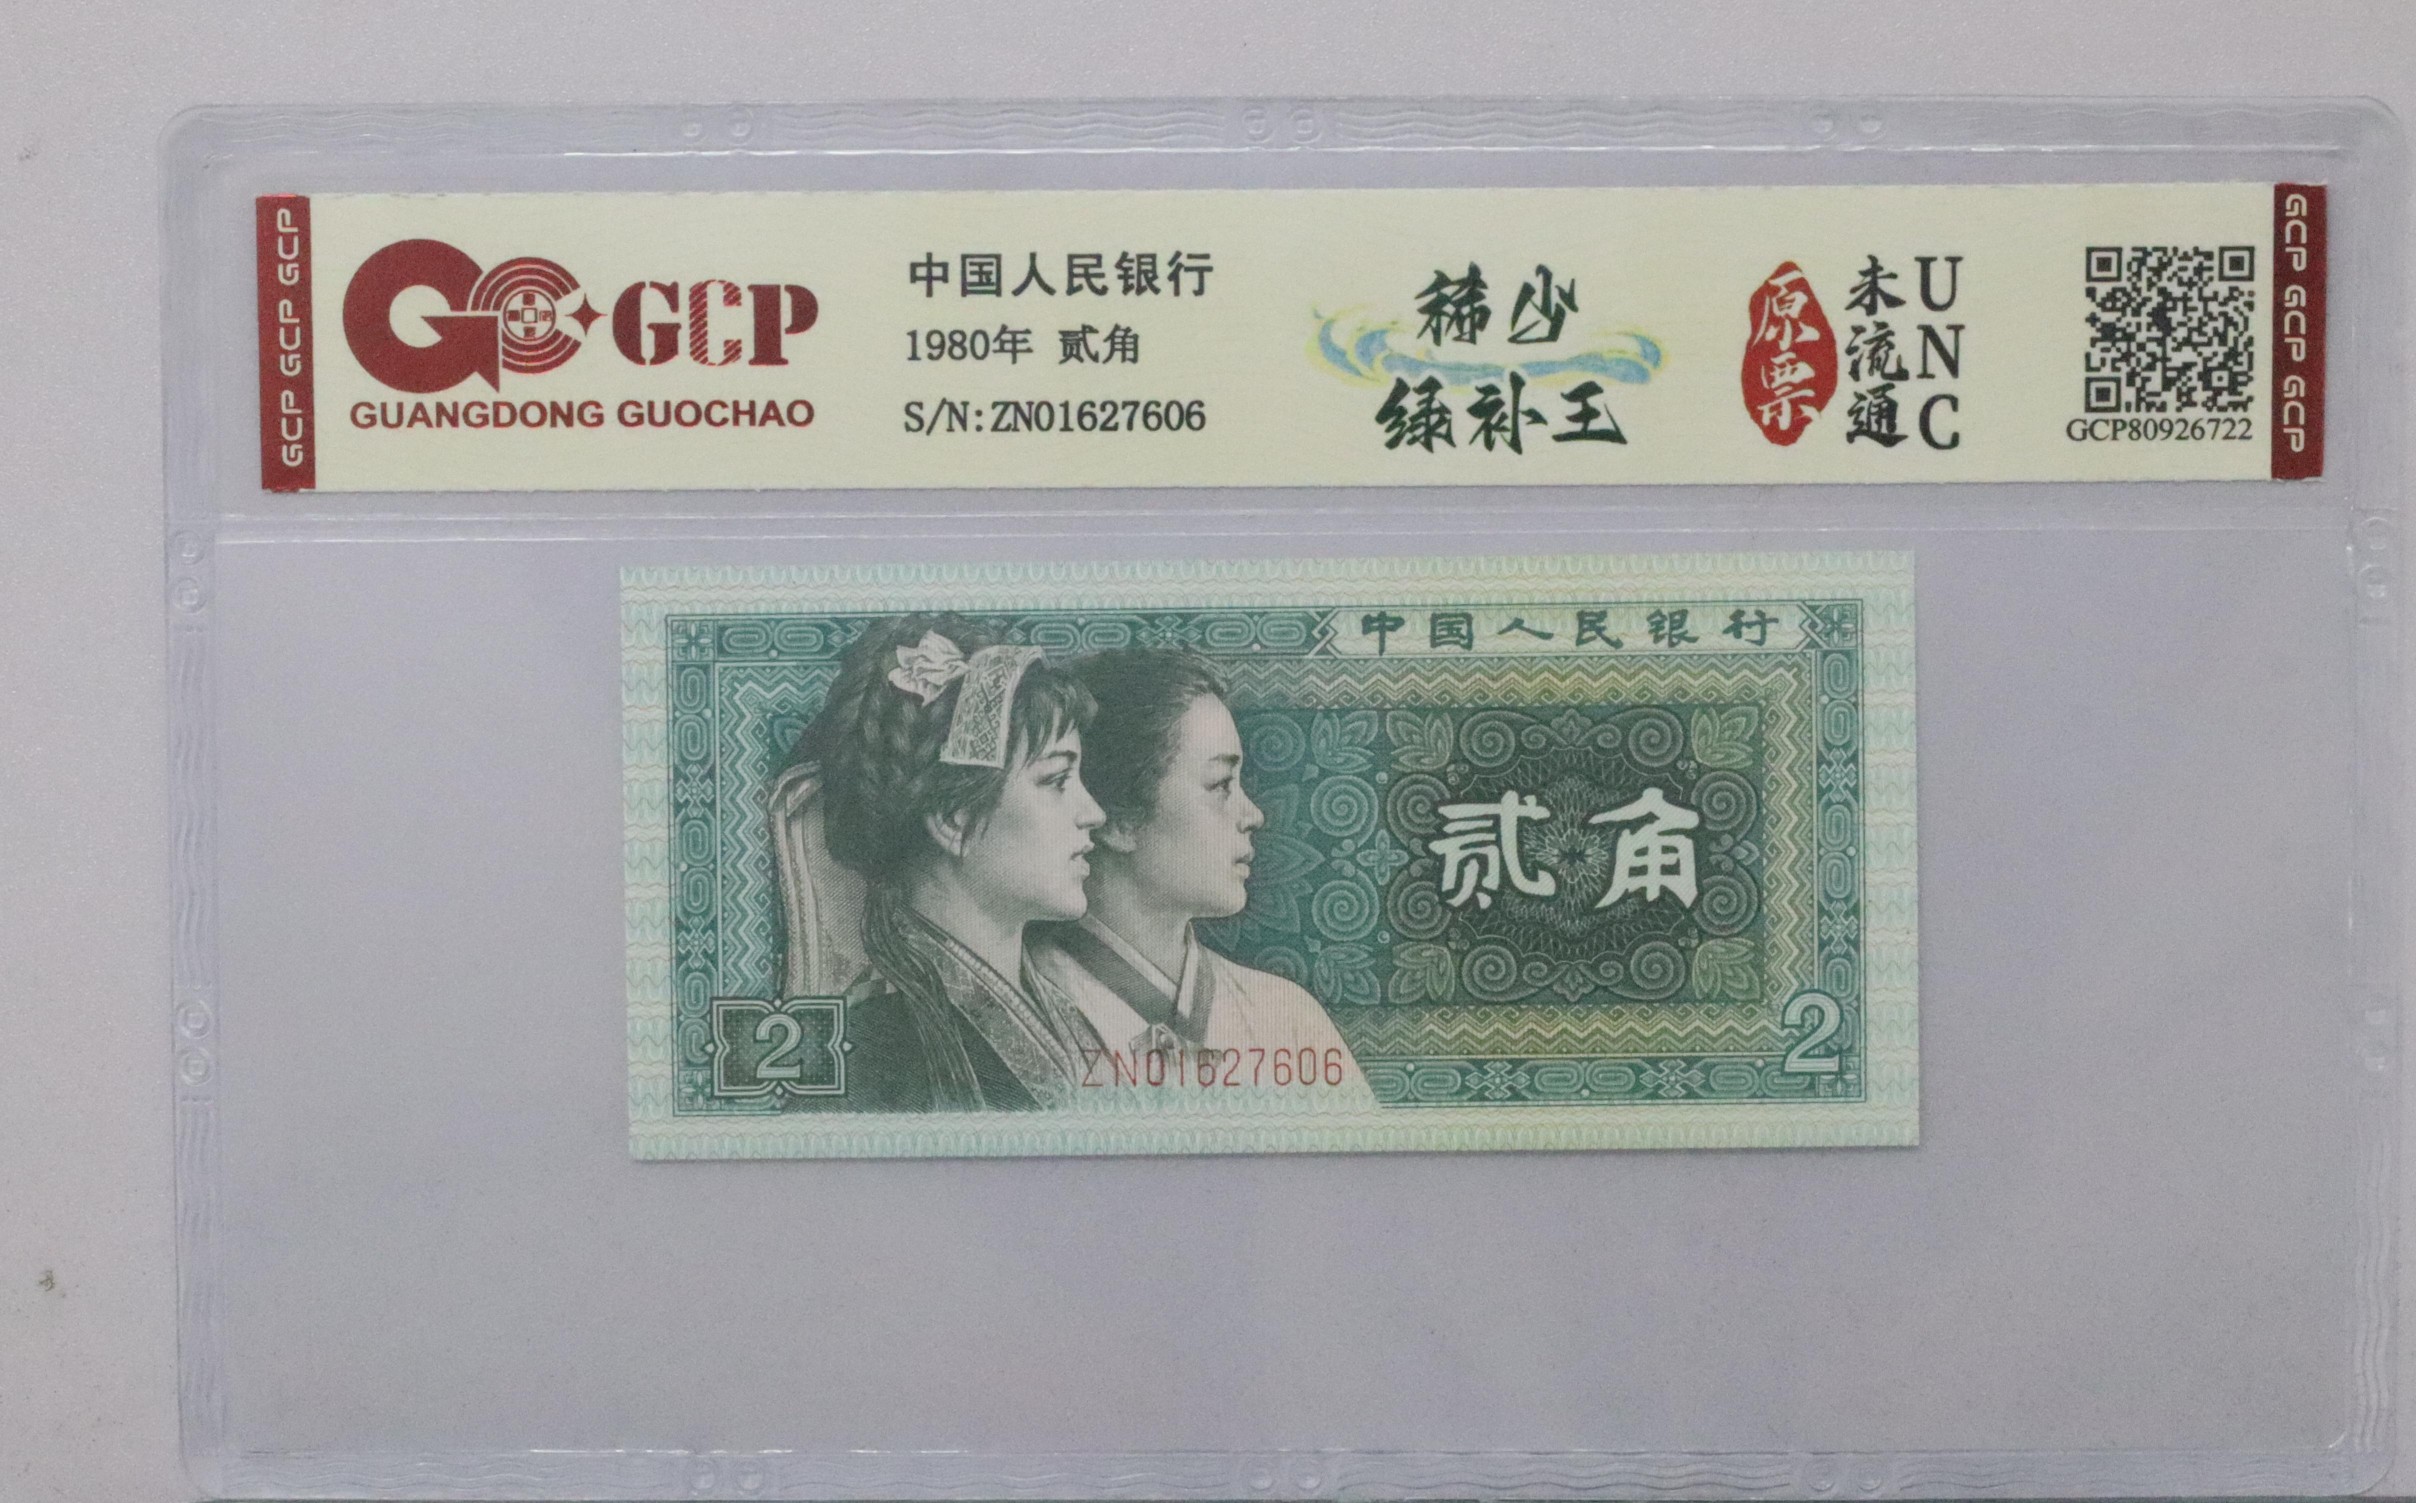 GCP GCP GCP
GCP
GUANGDONG GUOCHAO
中国人民银行
1980年 贰角
S/N:ZN01627606
稀少
绿补王
原票
未流通
UNC
GCP80926722
GCP GCP GCP
中国人民银行
贰角
2
ZN01627606
2